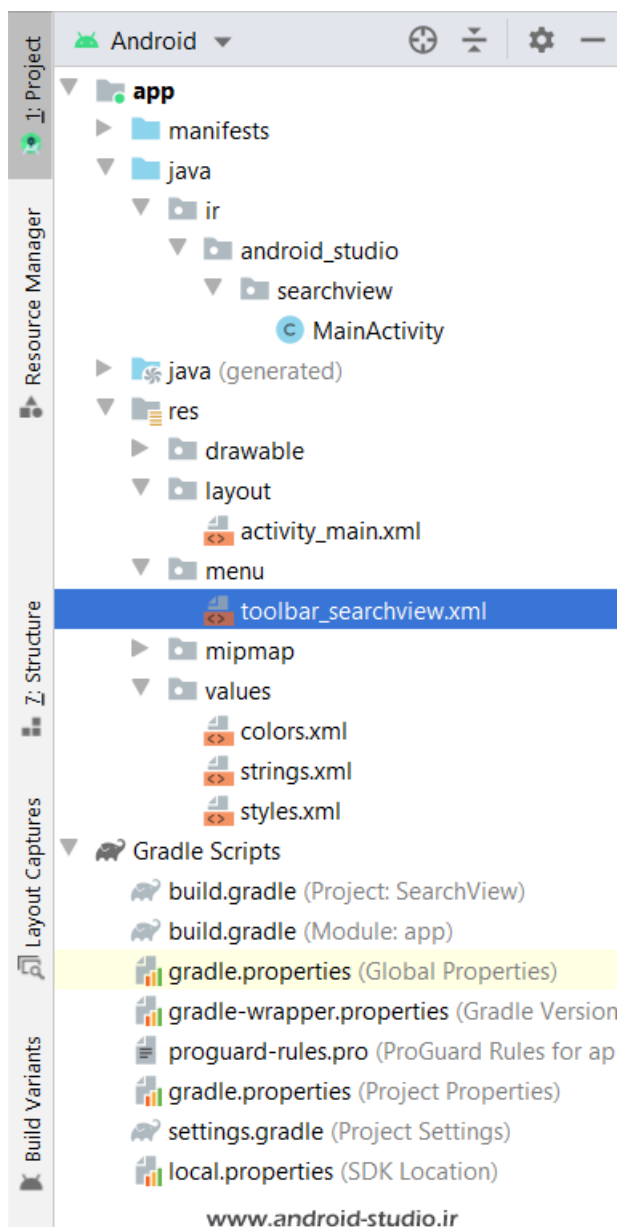 Android
app
manifests
java
ir
android_studio
searchview
MainActivity
java (generated)
res
drawable
layout
activity_main.xml
menu
toolbar_searchview.xml
mipmap
values
colors.xml
strings.xml
styles.xml
Gradle Scripts
build.gradle (Project: SearchView)
build.gradle (Module: app)
gradle.properties (Global Properties)
gradle-wrapper.properties (Gradle Version
proguard-rules.pro (ProGuard Rules for ap
gradle.properties (Project Properties)
settings.gradle (Project Settings)
local.properties (SDK Location)
www.android-studio.ir
1: Project
Resource Manager
7: Structure
Layout Captures
Build Variants